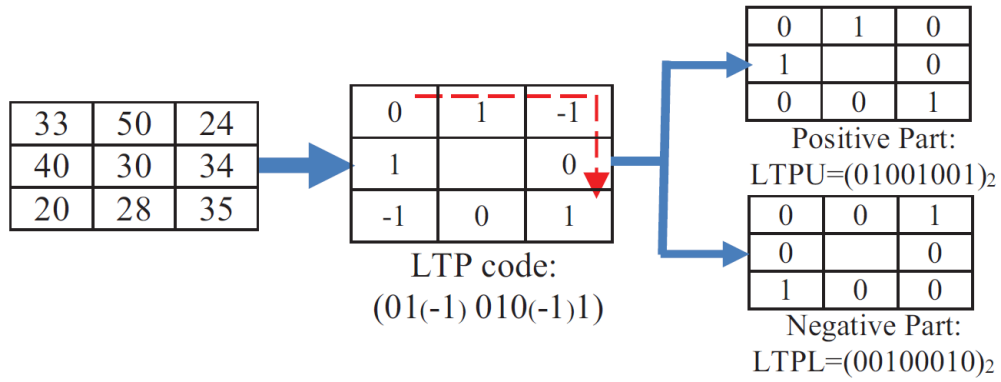 33 50 24
40 30 34
20 28 35
0 1 -1
1 0
-1 0 1
LTP code:
(01(-1) 010(-1)1)
0 1 0
1 0
0 0 1
Positive Part:
LTPU=(01001001)2
0 0 1
0 0
1 0 0
Negative Part:
LTPL=(00100010)2